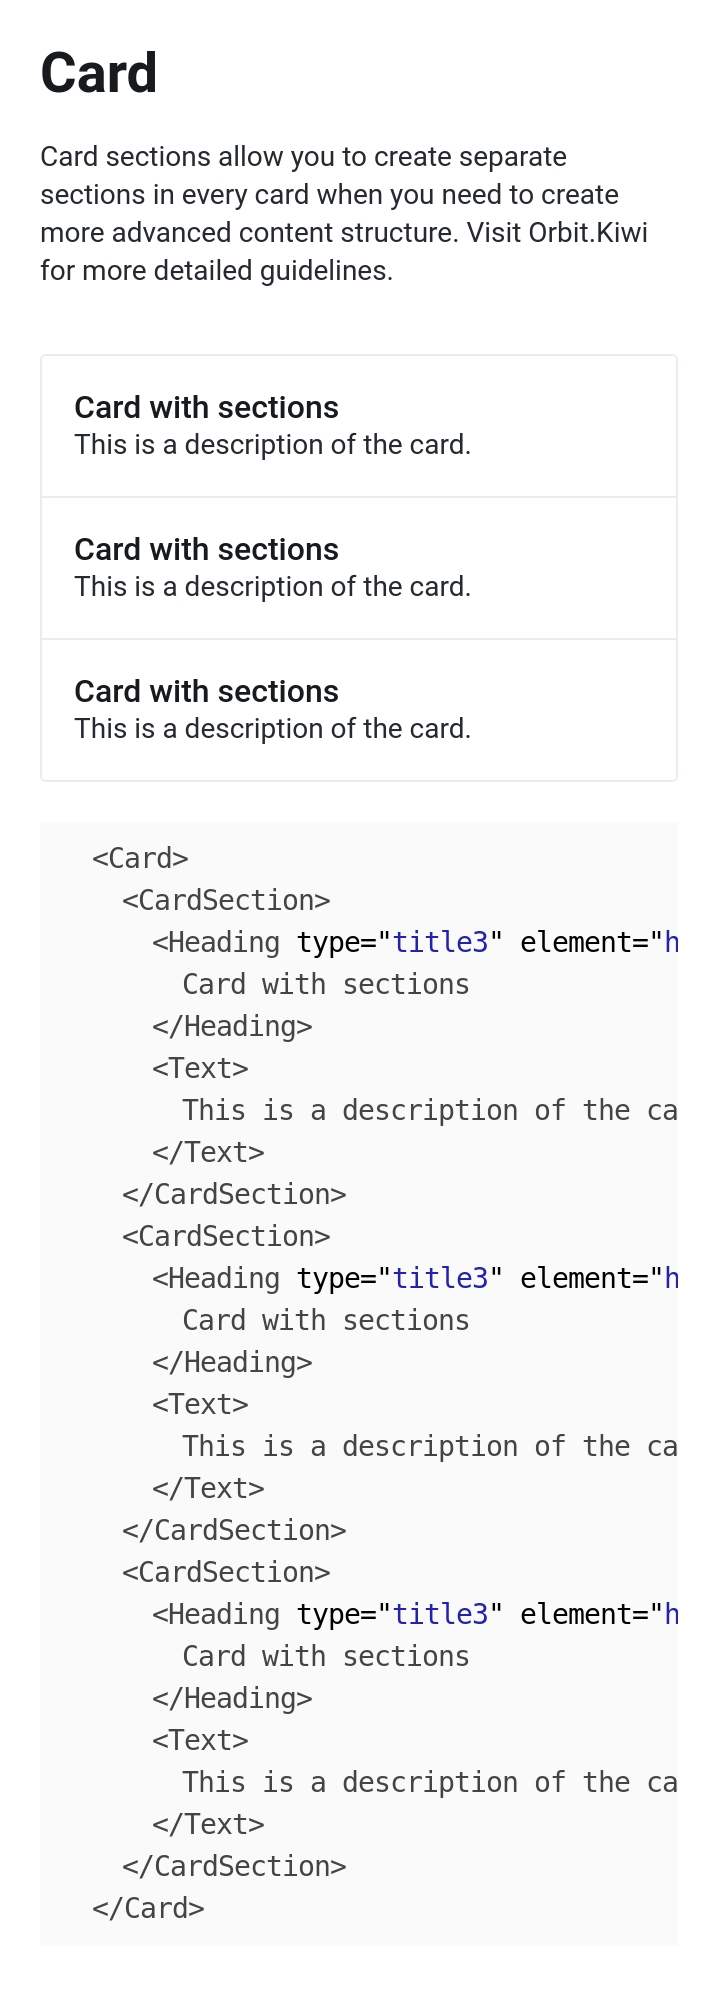 Card
Card sections allow you to create separate
sections in every card when you need to create
more advanced content structure. Visit Orbit.Kiwi
for more detailed guidelines.
Card with sections
This is a description of the card.
Card with sections
This is a description of the card.
Card with sections
This is a description of the card.
<Card>
  <CardSection>
    <Heading type="title3" element="h
      Card with sections
    </Heading>
    <Text>
      This is a description of the ca
    </Text>
  </CardSection>
  <CardSection>
    <Heading type="title3" element="h
      Card with sections
    </Heading>
    <Text>
      This is a description of the ca
    </Text>
  </CardSection>
  <CardSection>
    <Heading type="title3" element="h
      Card with sections
    </Heading>
    <Text>
      This is a description of the ca
    </Text>
  </CardSection>
</Card>